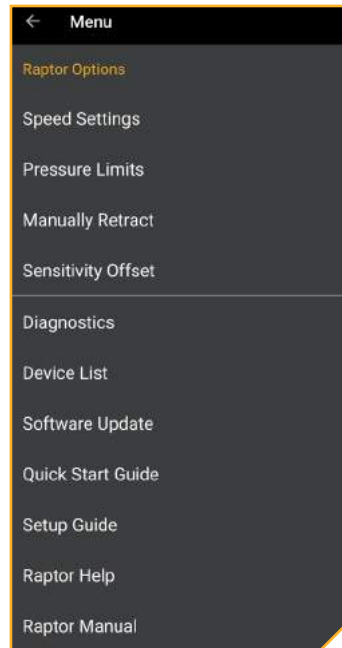 Menu
Raptor Options
Speed Settings
Pressure Limits
Manually Retract
Sensitivity Offset
Diagnostics
Device List
Software Update
Quick Start Guide
Setup Guide
Raptor Help
Raptor Manual